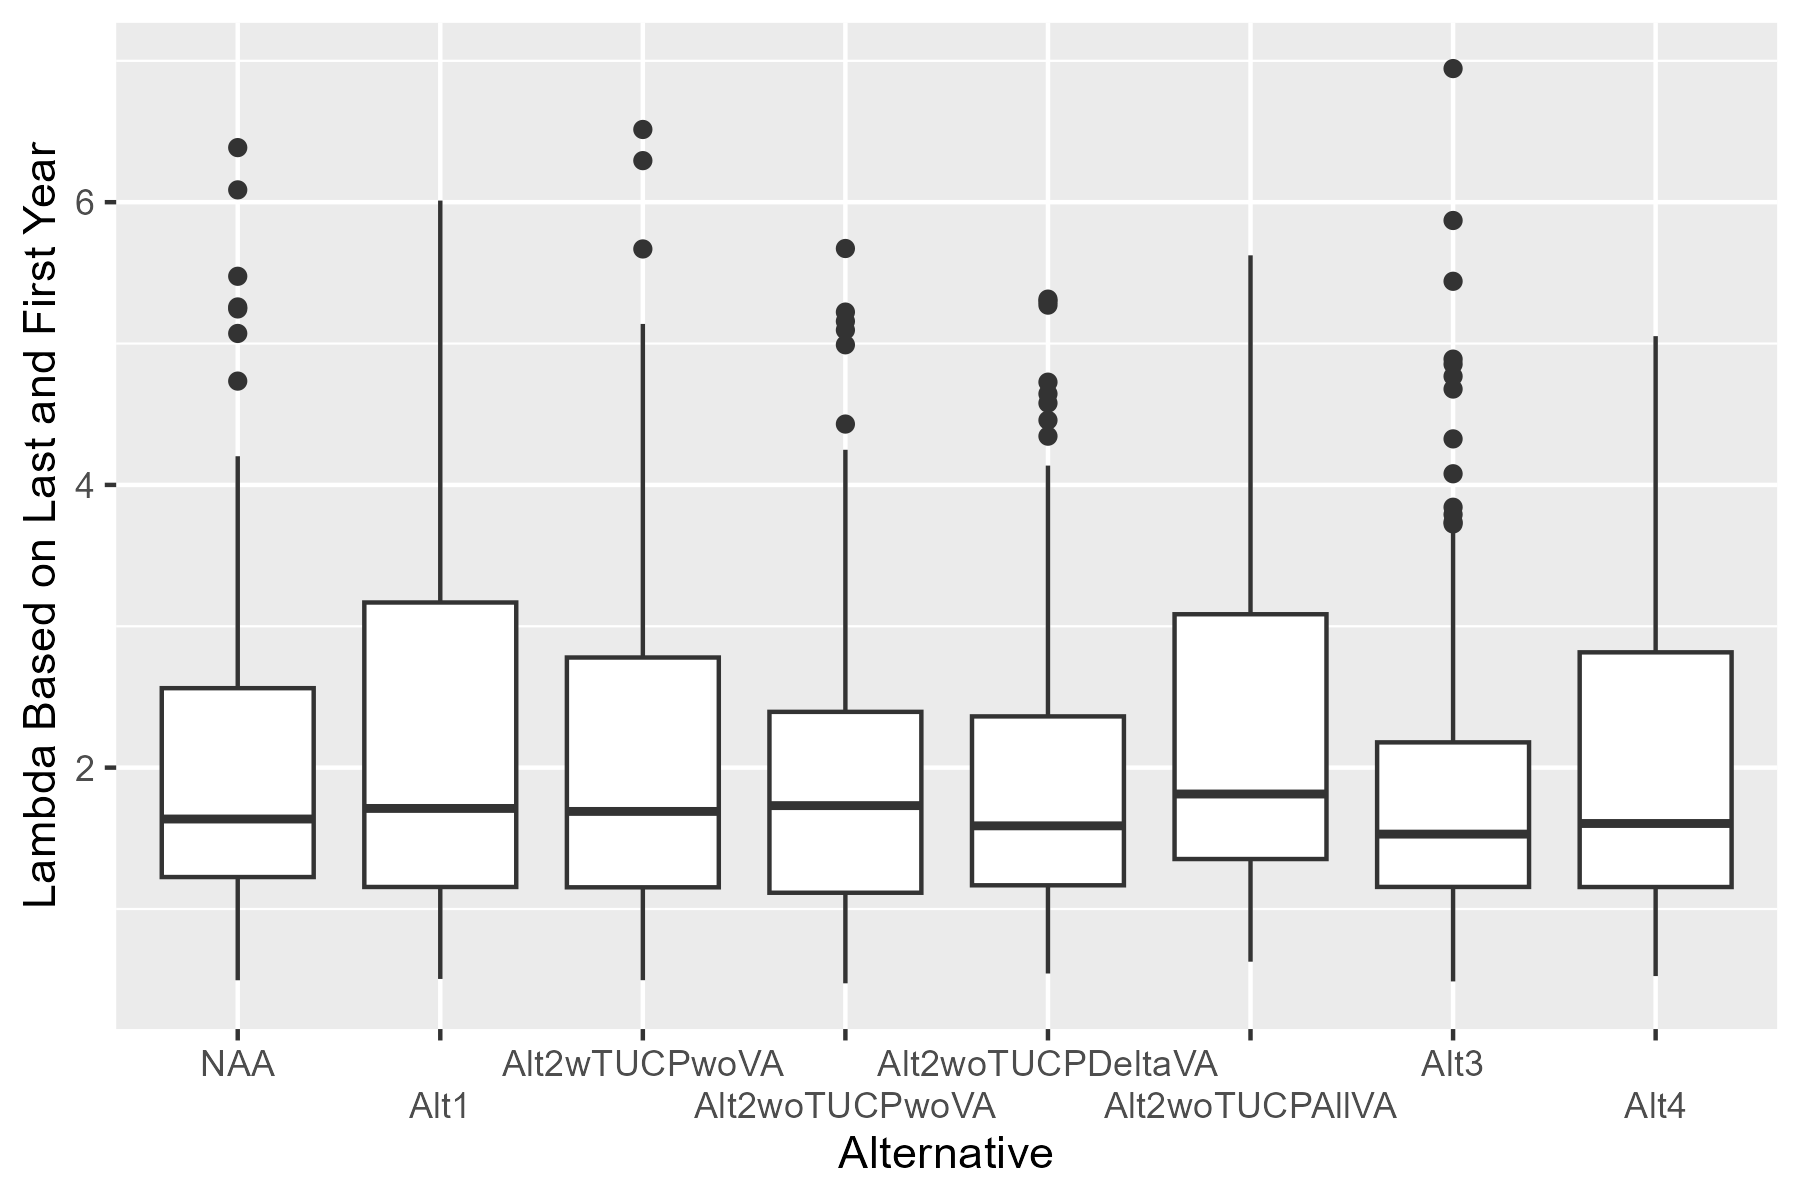 Lambda Based on Last and First Year
6
4
2
NAA
Alt1
Alt2wTUCPwoVA
Alt2woTUCPwoVA
Alt2woTUCPDeltaVA
Alt2woTUCPAllVA
Alt3
Alt4
Alternative